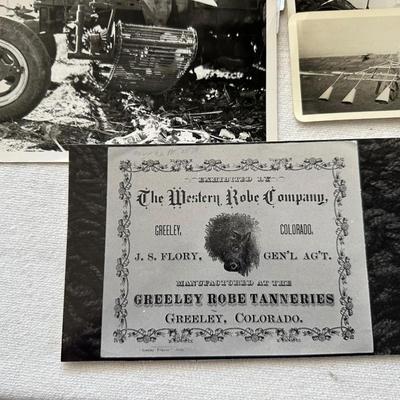 EXHIBITED BY
The Western Robe Company,
GREELEY, COLORADO.
J. S. FLORY, GEN'L AG'T.
MANUFACTURED AT THE
GREELEY ROBE TANNERIES
GREELEY, COLORADO.